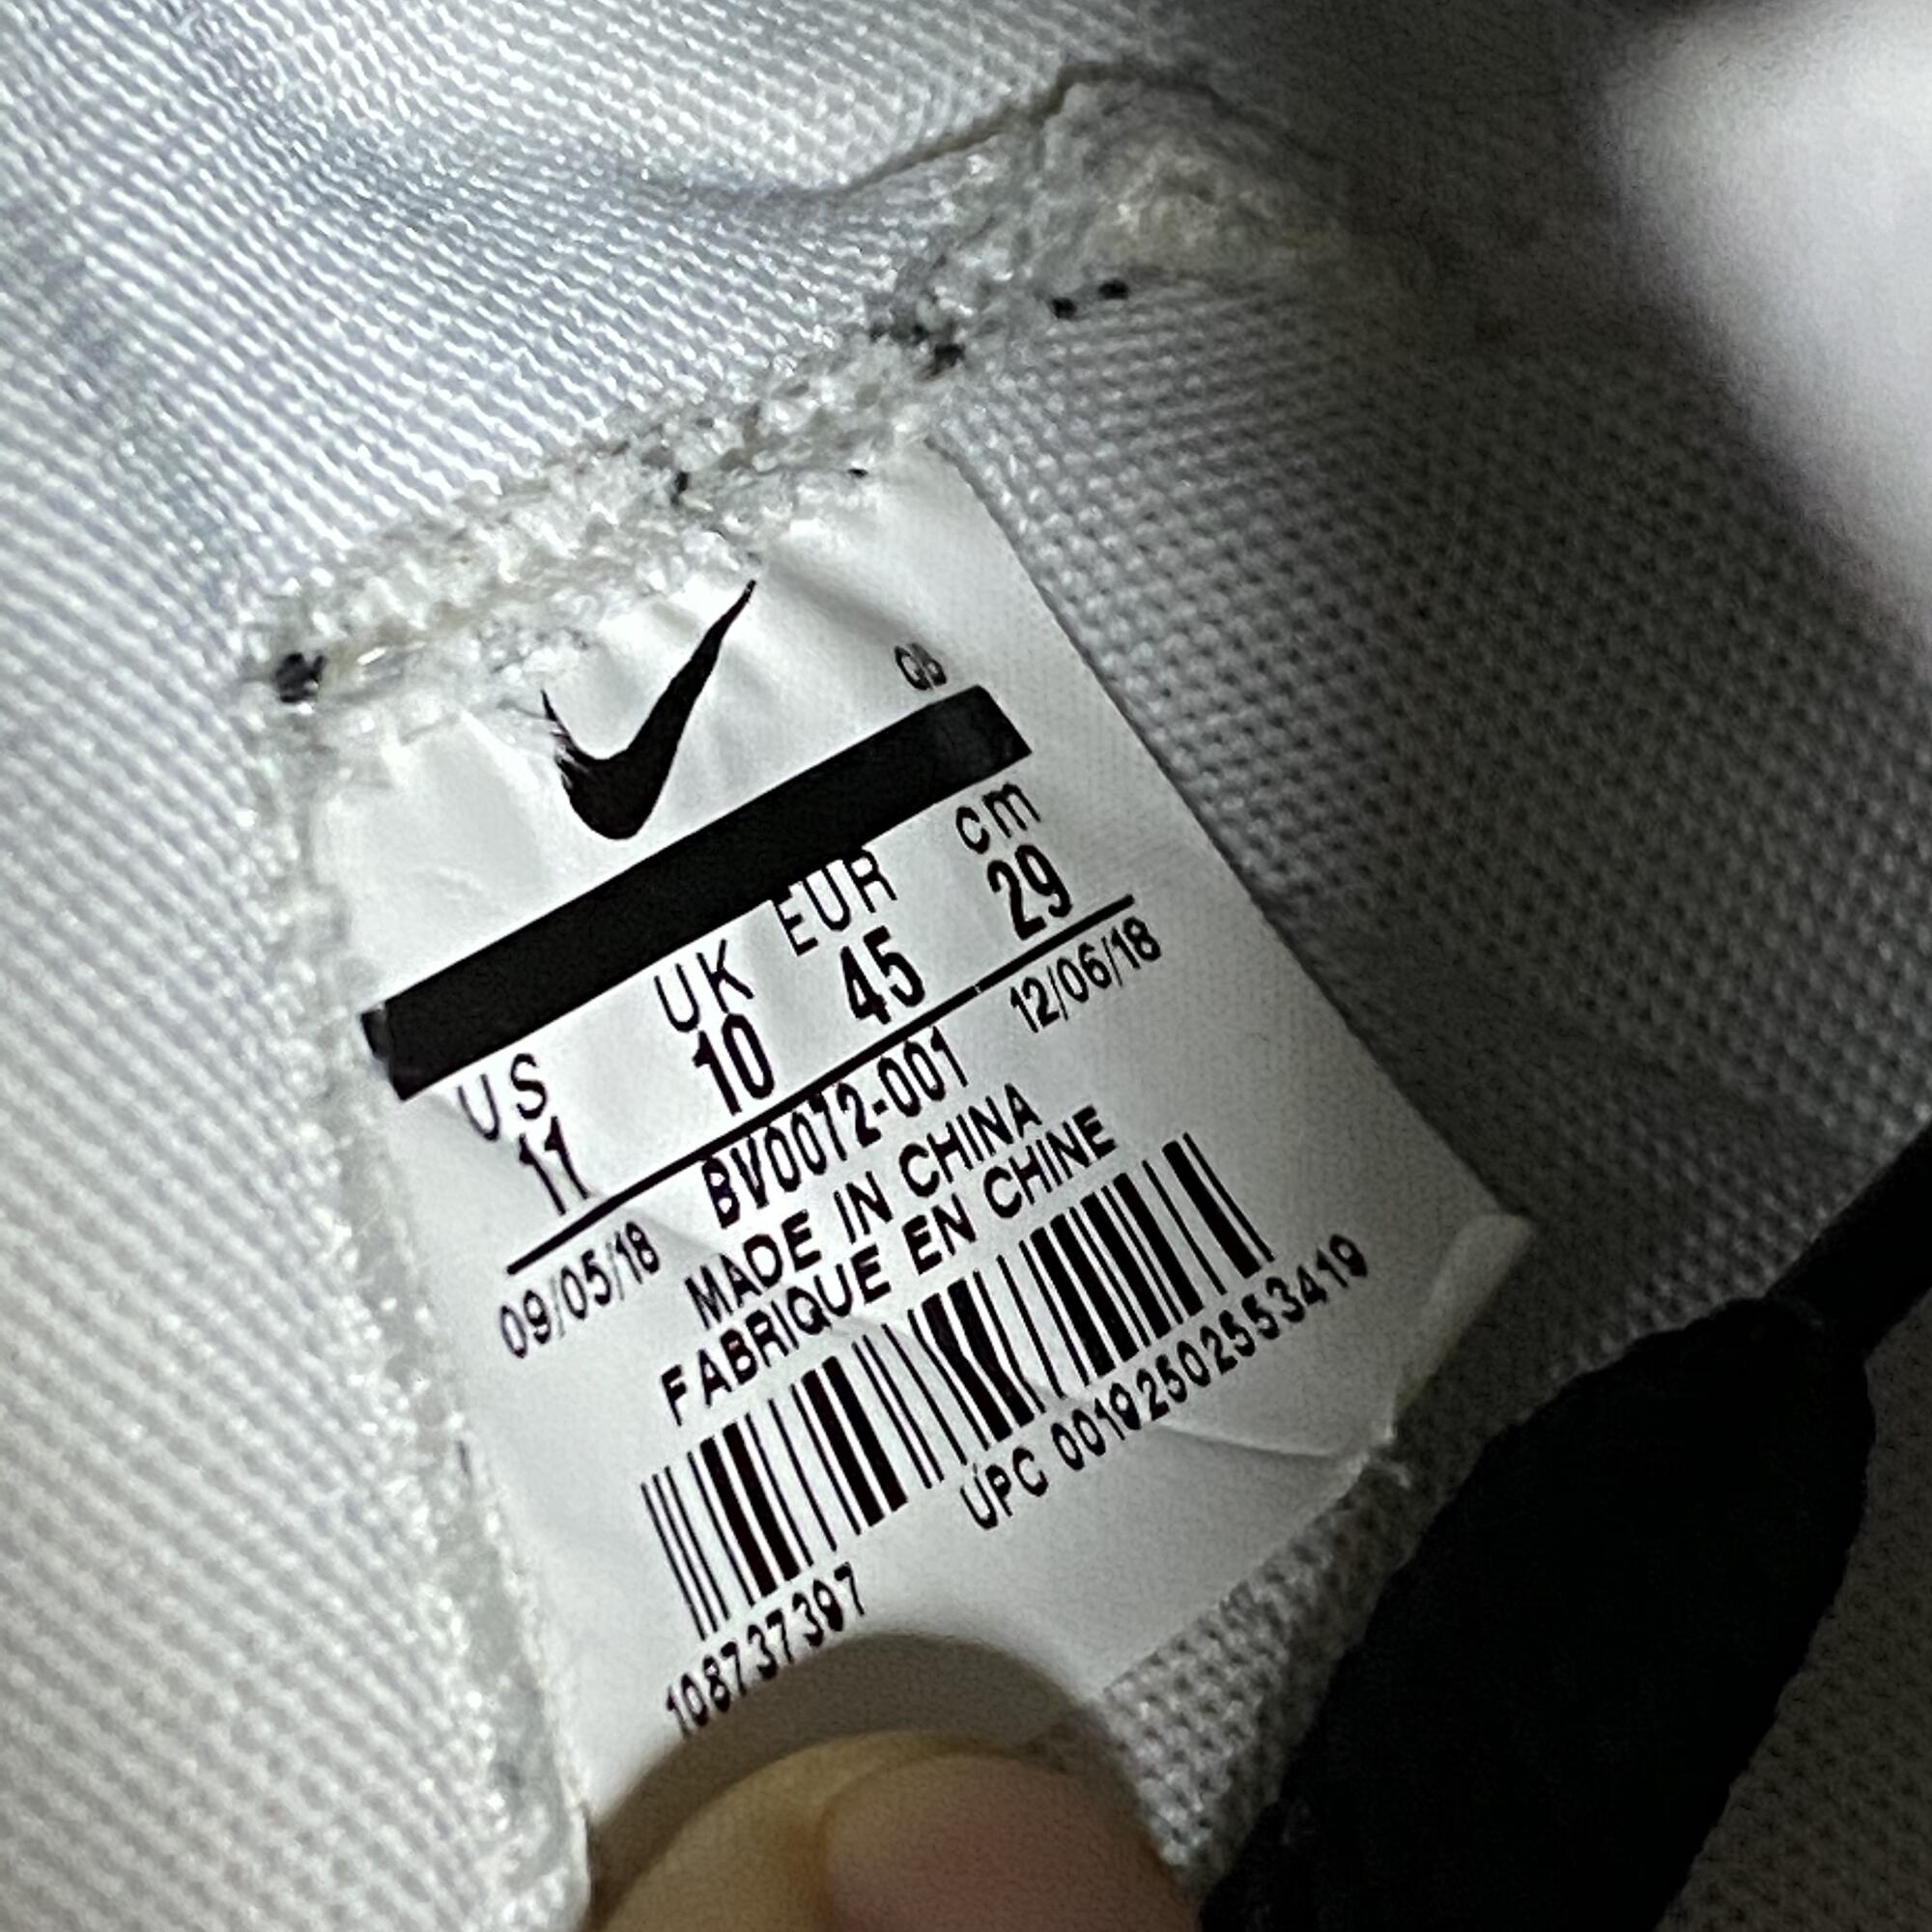 QB
US UK EUR cm
11 10 45 29
09/05/18 BV0072-001 12/06/18
MADE IN CHINA
FABRIQUE EN CHINE
108737397 UPC 00192502553419